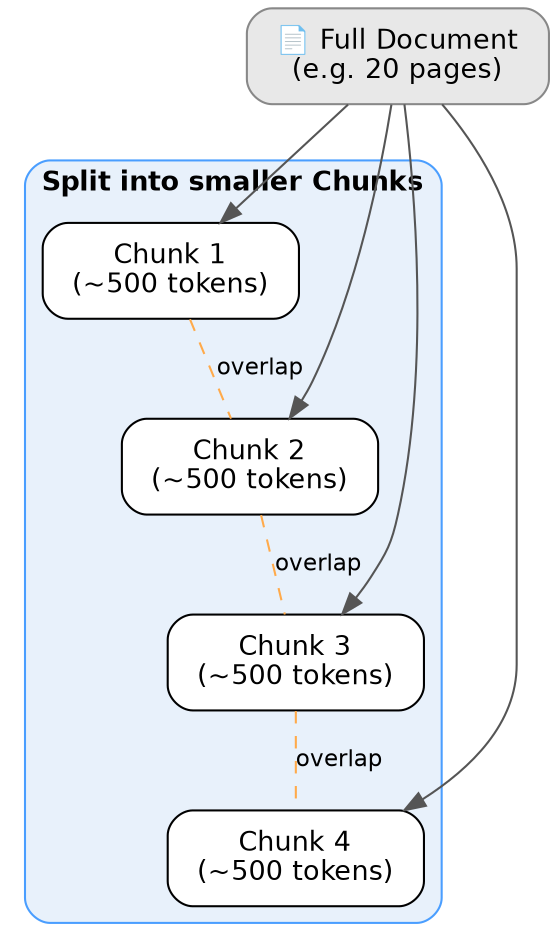 📄 Full Document
(e.g. 20 pages)
Split into smaller Chunks
Chunk 1
(~500 tokens)
overlap
Chunk 2
(~500 tokens)
overlap
Chunk 3
(~500 tokens)
overlap
Chunk 4
(~500 tokens)